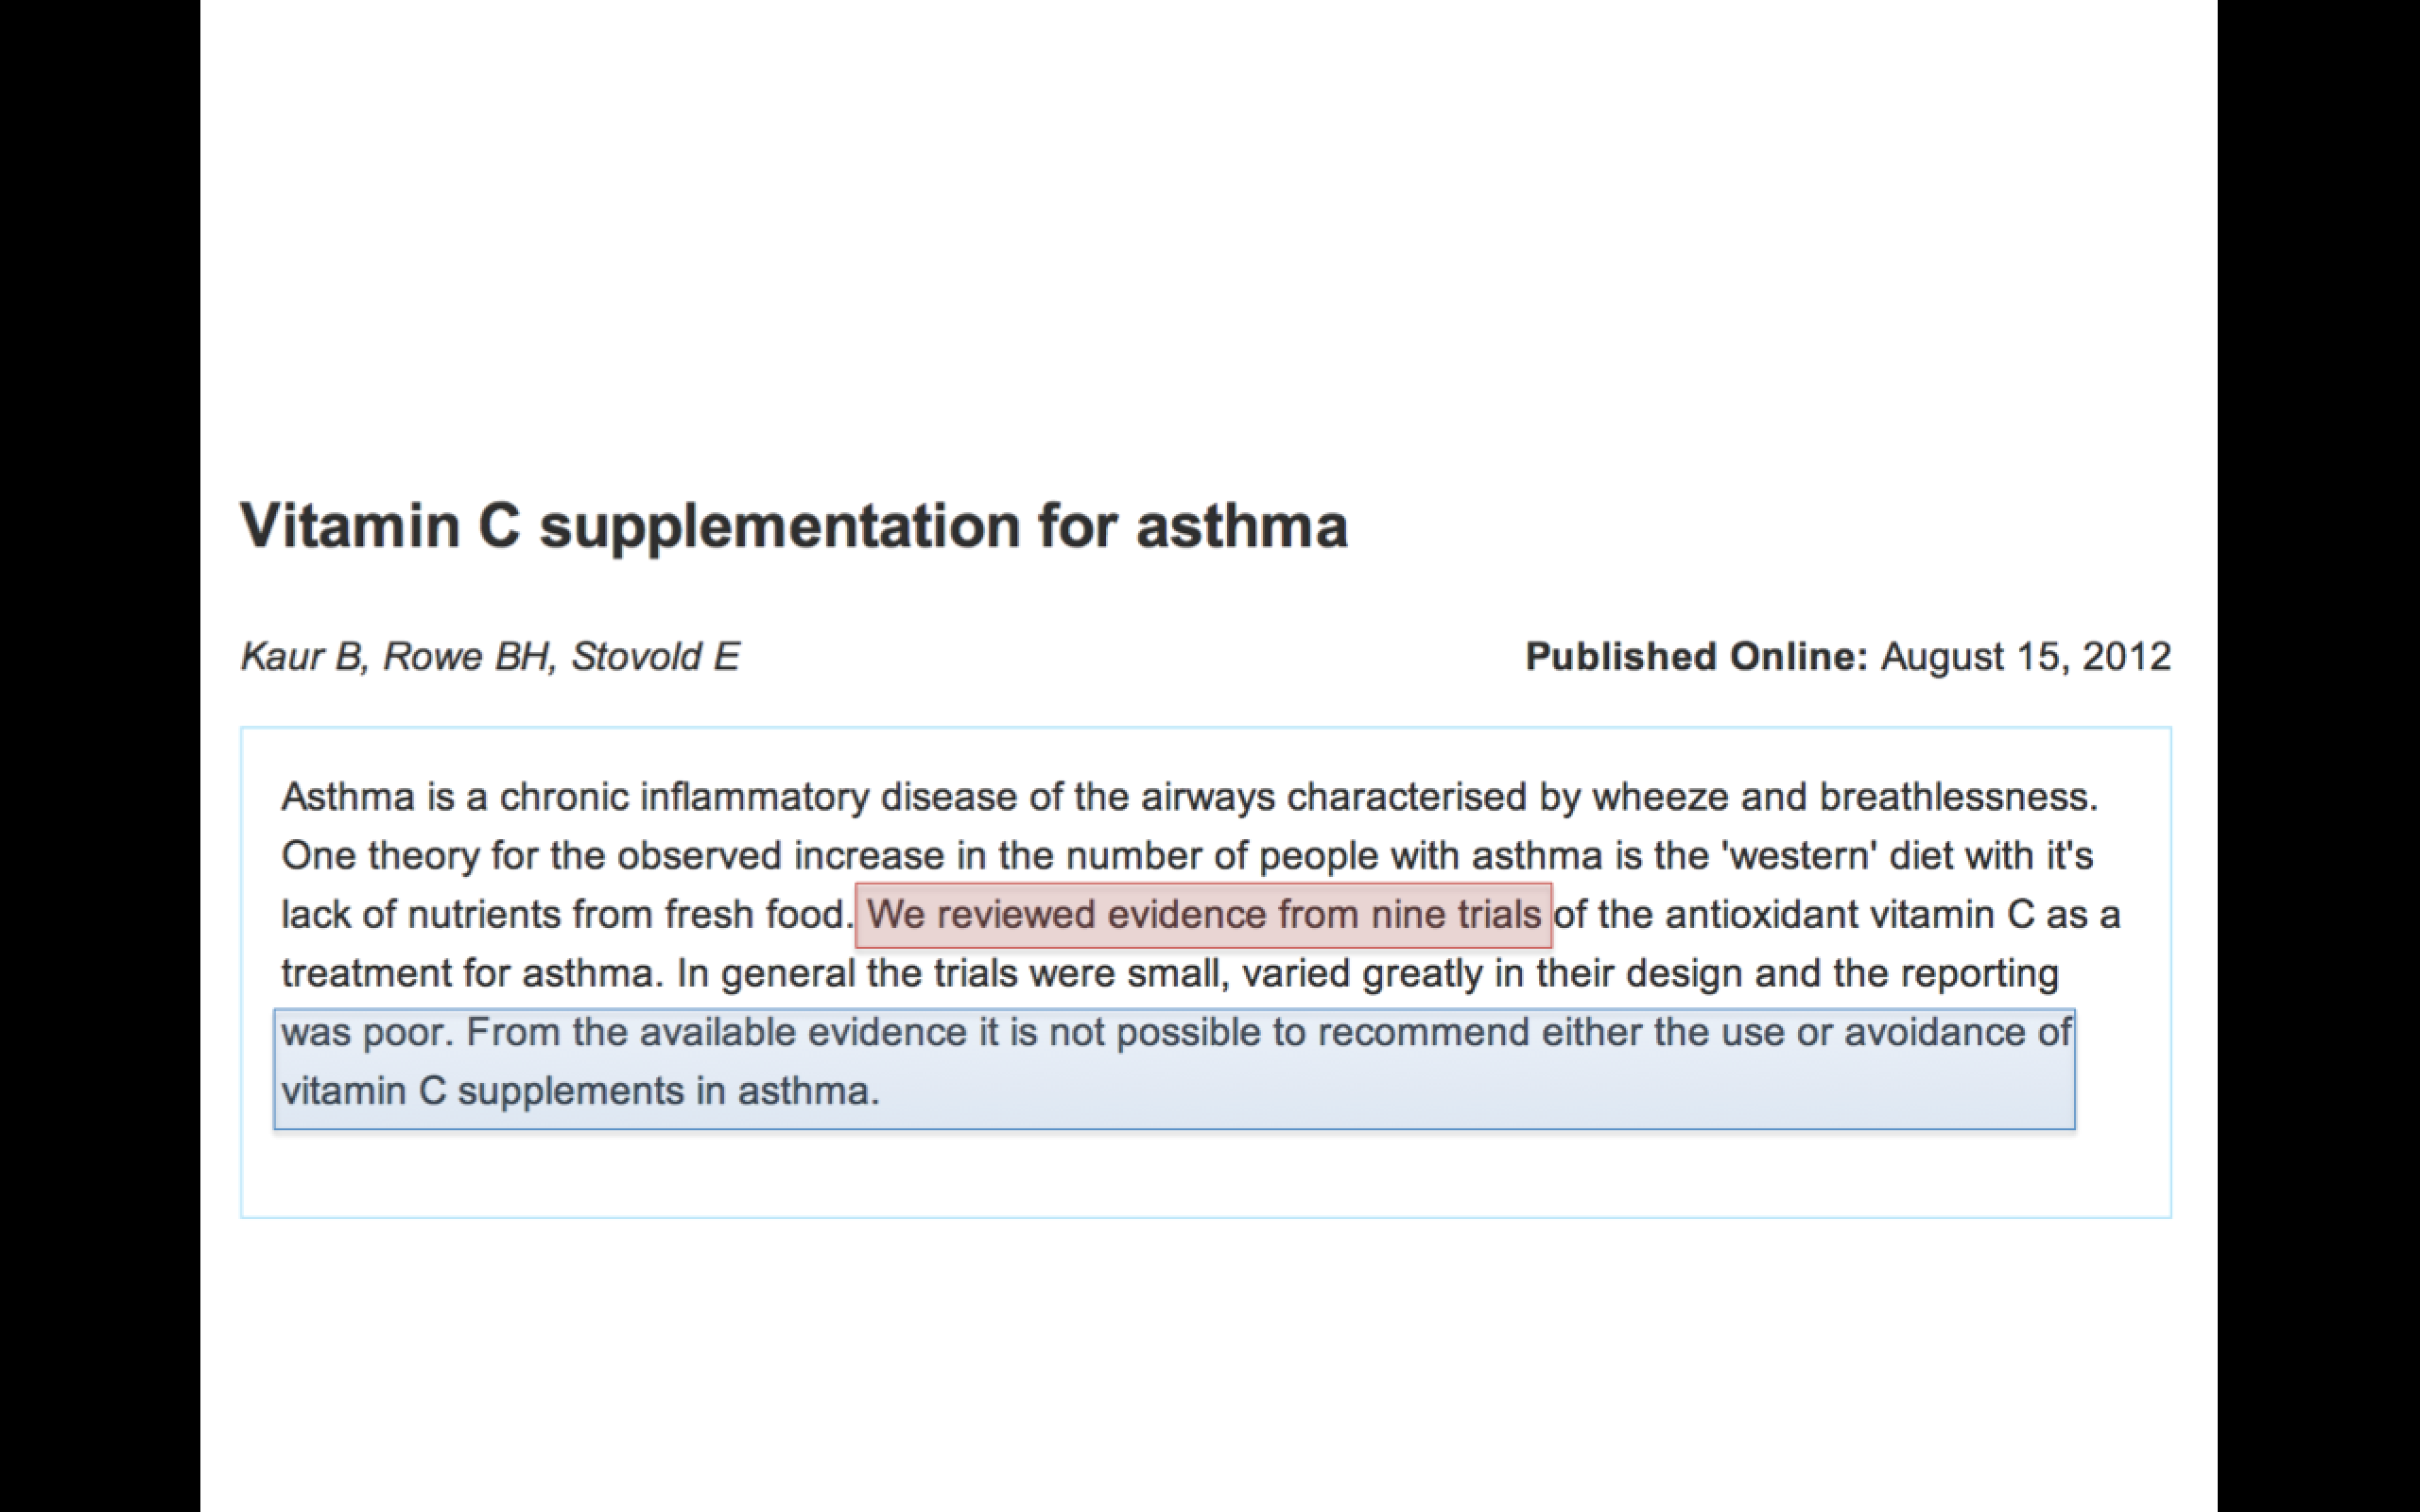 Vitamin C supplementation for asthma
Kaur B, Rowe BH, Stovold E
Published Online: August 15, 2012
Asthma is a chronic inflammatory disease of the airways characterised by wheeze and breathlessness.
One theory for the observed increase in the number of people with asthma is the 'western' diet with it's
lack of nutrients from fresh food. We reviewed evidence from nine trials of the antioxidant vitamin C as a
treatment for asthma. In general the trials were small, varied greatly in their design and the reporting
was poor. From the available evidence it is not possible to recommend either the use or avoidance of
vitamin C supplements in asthma.